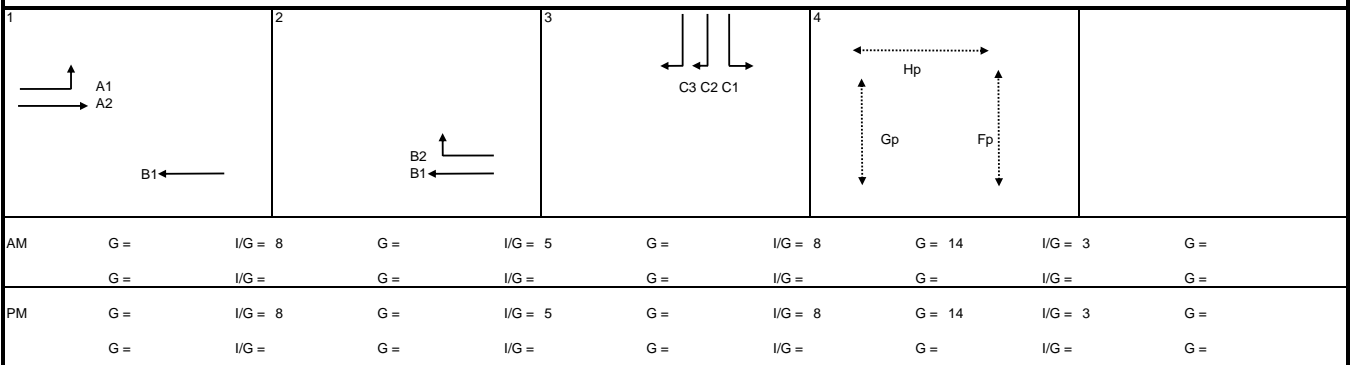 1 2 3 4
A1
A2
B1
B2
B1
C3 C2 C1
Hp
Gp Fp
AM G = I/G = 8 G = I/G = 5 G = I/G = 8 G = 14 I/G = 3 G =
G = I/G = G = I/G = G = I/G = G = I/G = G =
PM G = I/G = 8 G = I/G = 5 G = I/G = 8 G = 14 I/G = 3 G =
G = I/G = G = I/G = G = I/G = G = I/G = G =